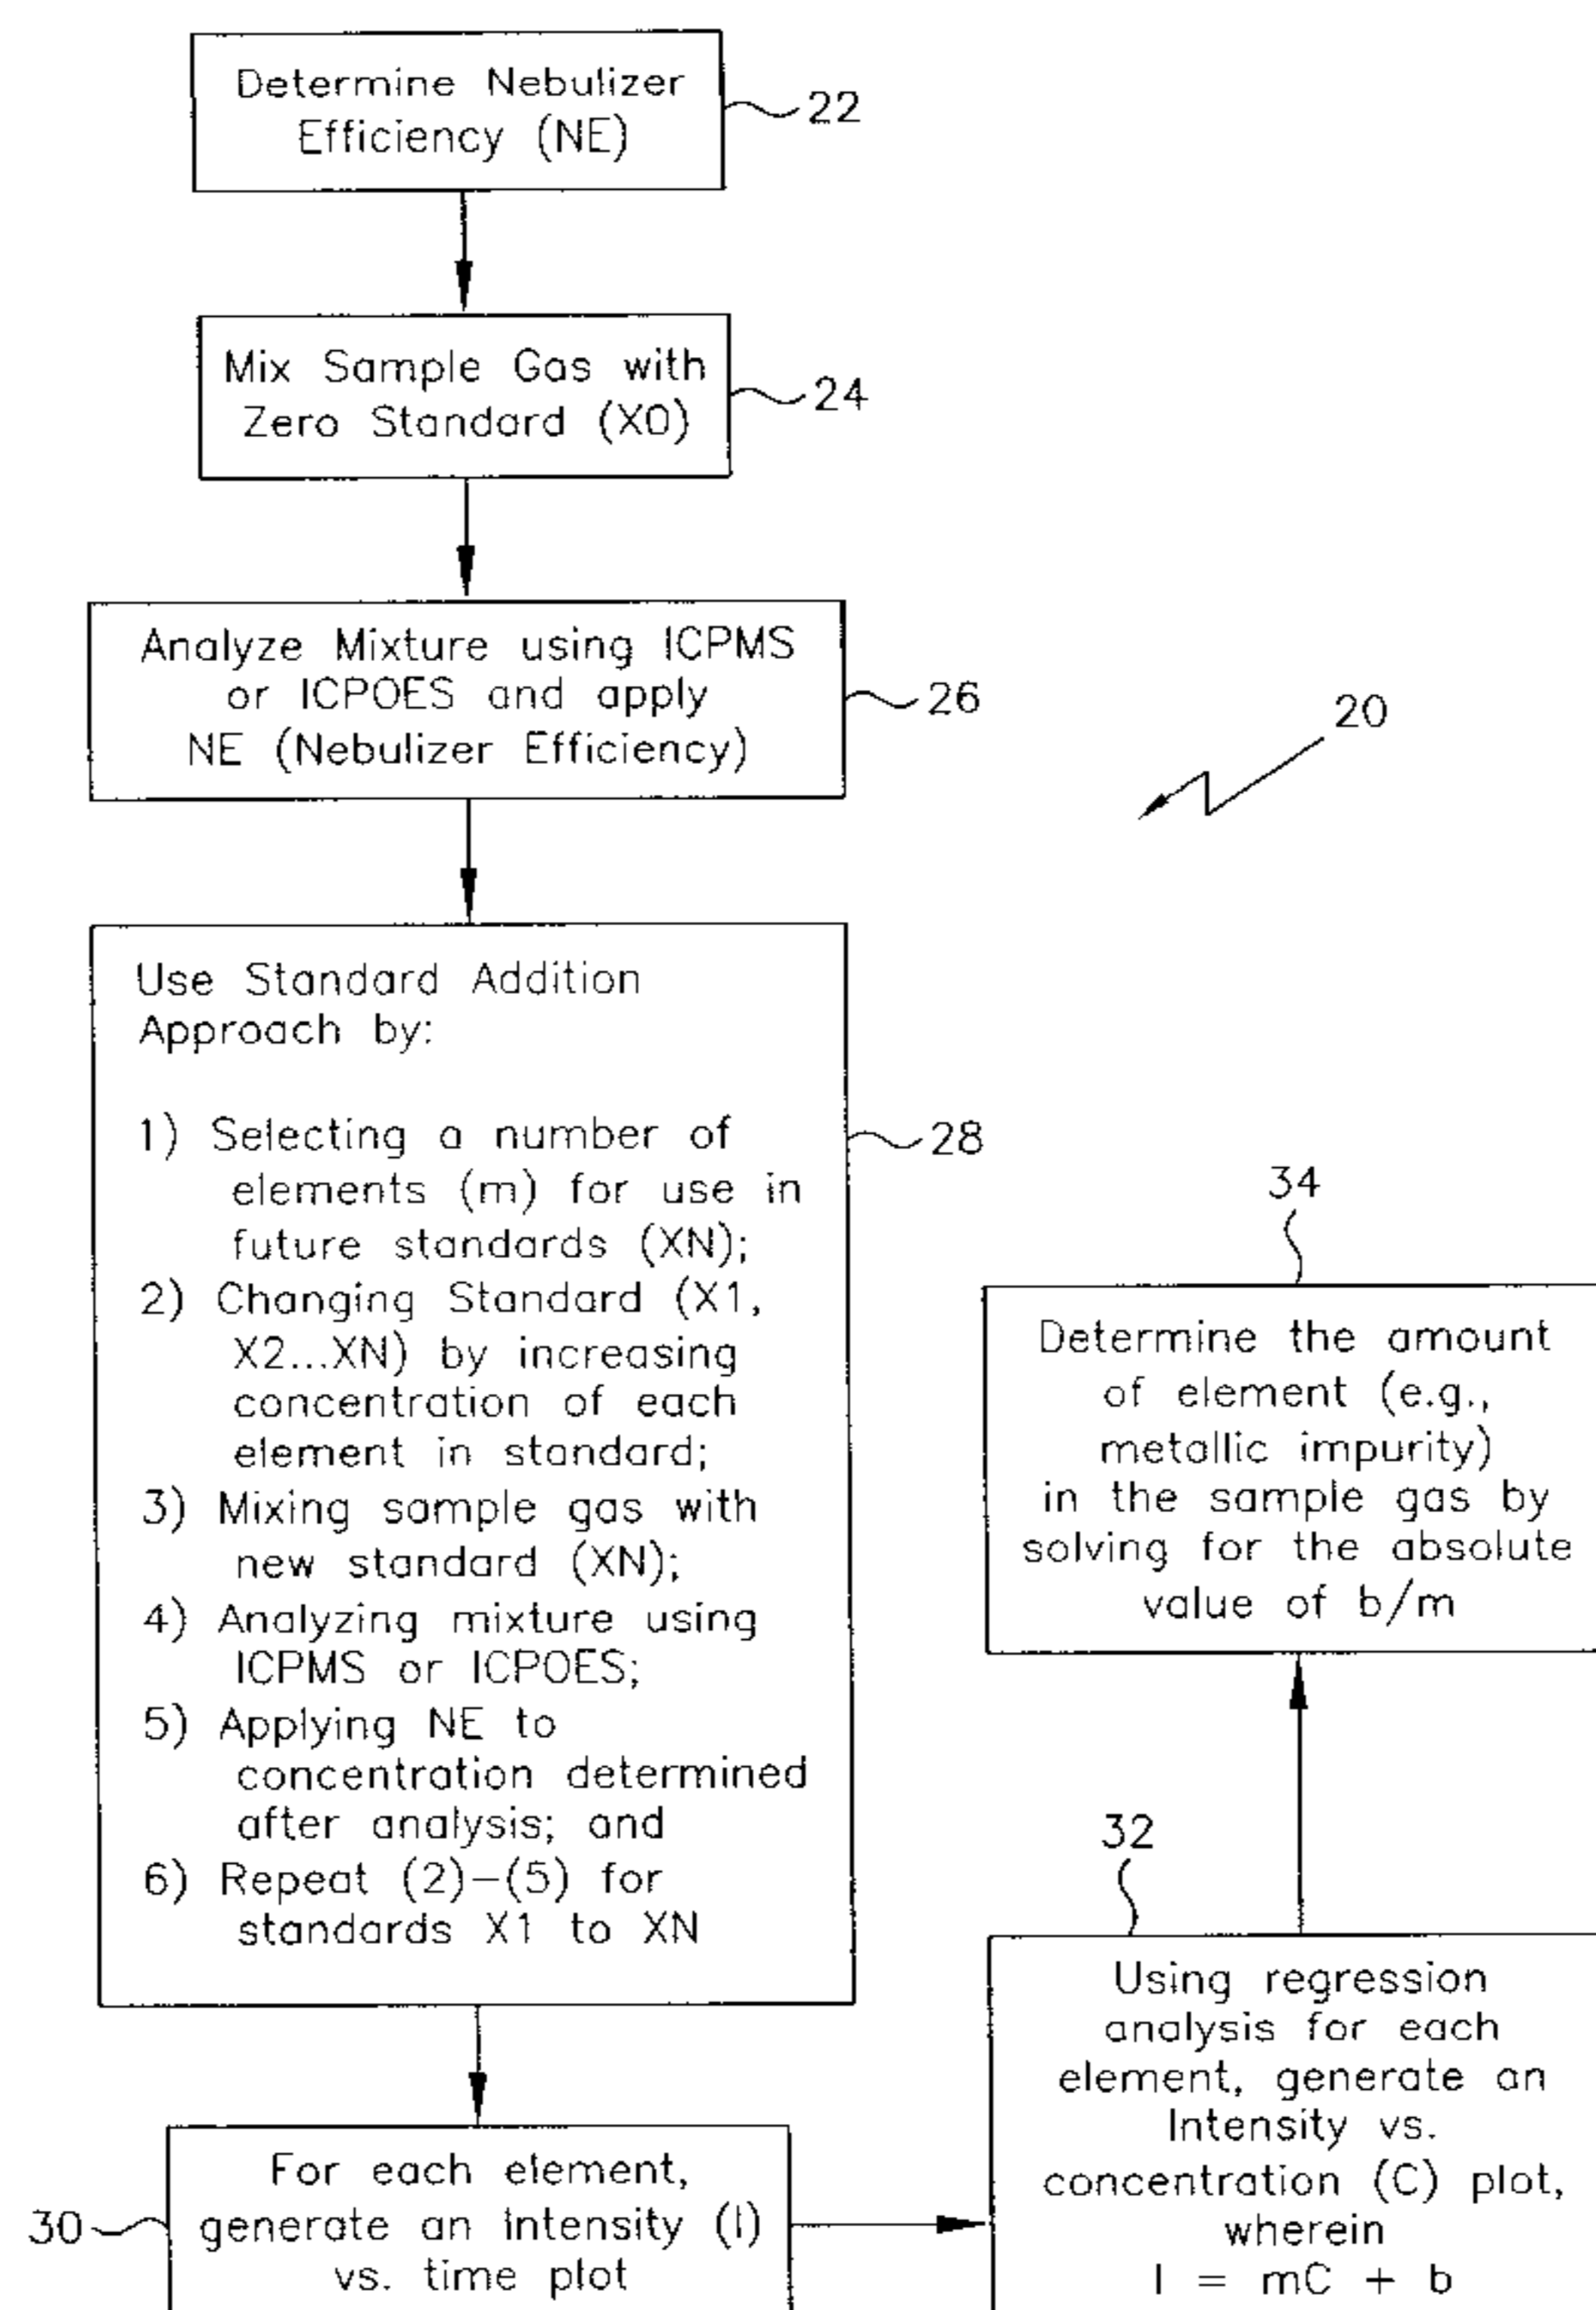 Determine Nebulizer
Efficiency (NE)
22
Mix Sample Gas with
Zero Standard (X0)
24
Analyze Mixture using ICPMS
or ICPOES and apply
NE (Nebulizer Efficiency)
26
20
Use Standard Addition
Approach by:
1) Selecting a number of
elements (m) for use in
future standards (XN);
2) Changing Standard (X1,
X2...XN) by increasing
concentration of each
element in standard;
3) Mixing sample gas with
new standard (XN);
4) Analyzing mixture using
ICPMS or ICPOES;
5) Applying NE to
concentration determined
after analysis; and
6) Repeat (2)-(5) for
standards X1 to XN
28
30
For each element,
generate an Intensity (I)
vs. time plot
32
Using regression
analysis for each
element, generate an
Intensity vs.
concentration (C) plot,
wherein
I = mC + b
34
Determine the amount
of element (e.g.,
metallic impurity)
in the sample gas by
solving for the absolute
value of b/m